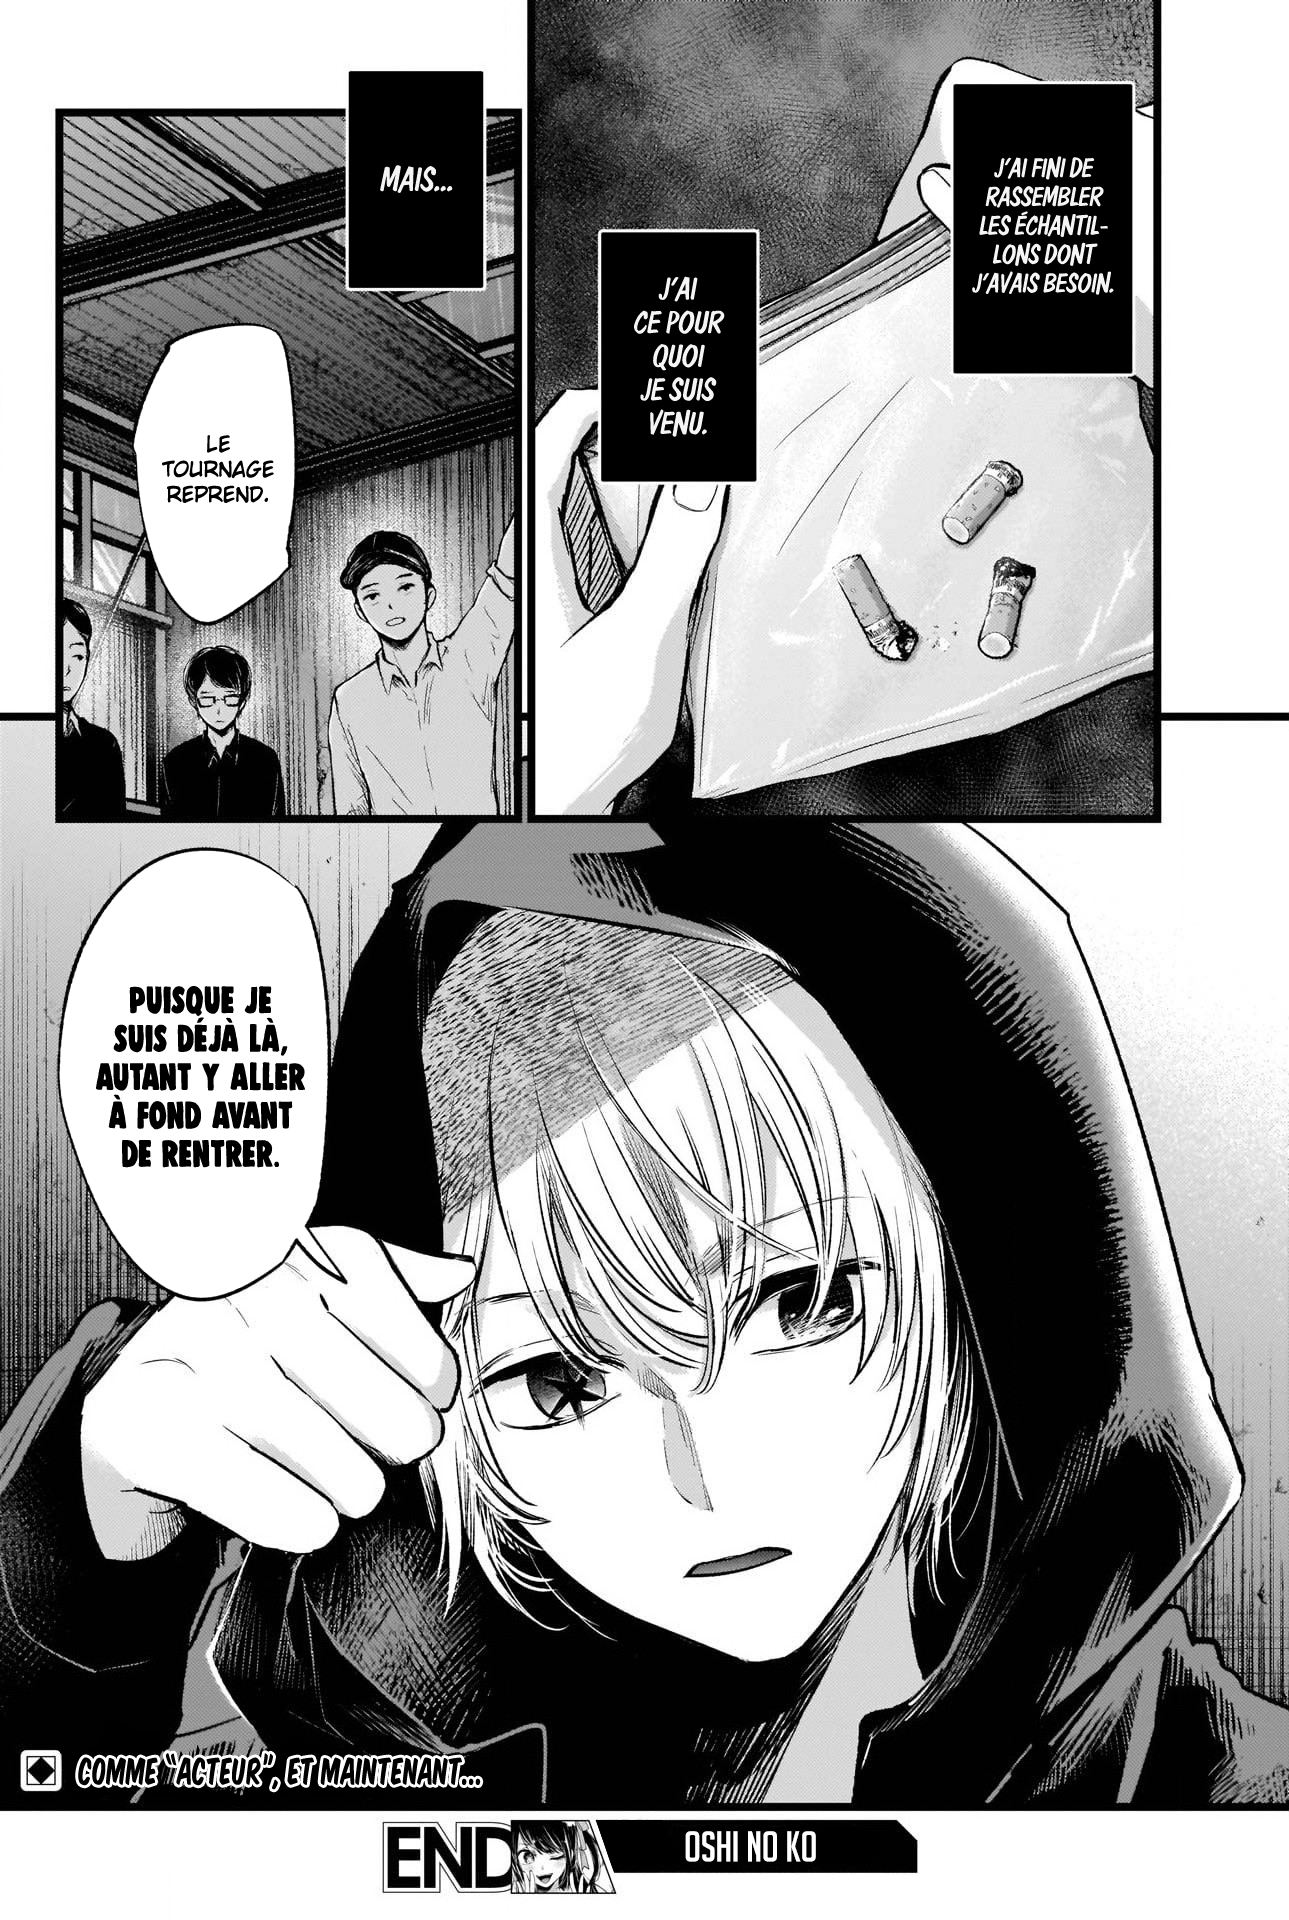 J'AI FINI DE
RASSEMBLER
LES ÉCHANTIL-
LONS DONT
J'AVAIS BESOIN.
J'AI
CE POUR
QUOI
JE SUIS
VENU.
MAIS...
LE
TOURNAGE
REPREND.
PUISQUE JE
SUIS DÉJÀ LÀ,
AUTANT Y ALLER
À FOND AVANT
DE RENTRER.
COMME "ACTEUR", ET MAINTENANT...
END
OSHI NO KO